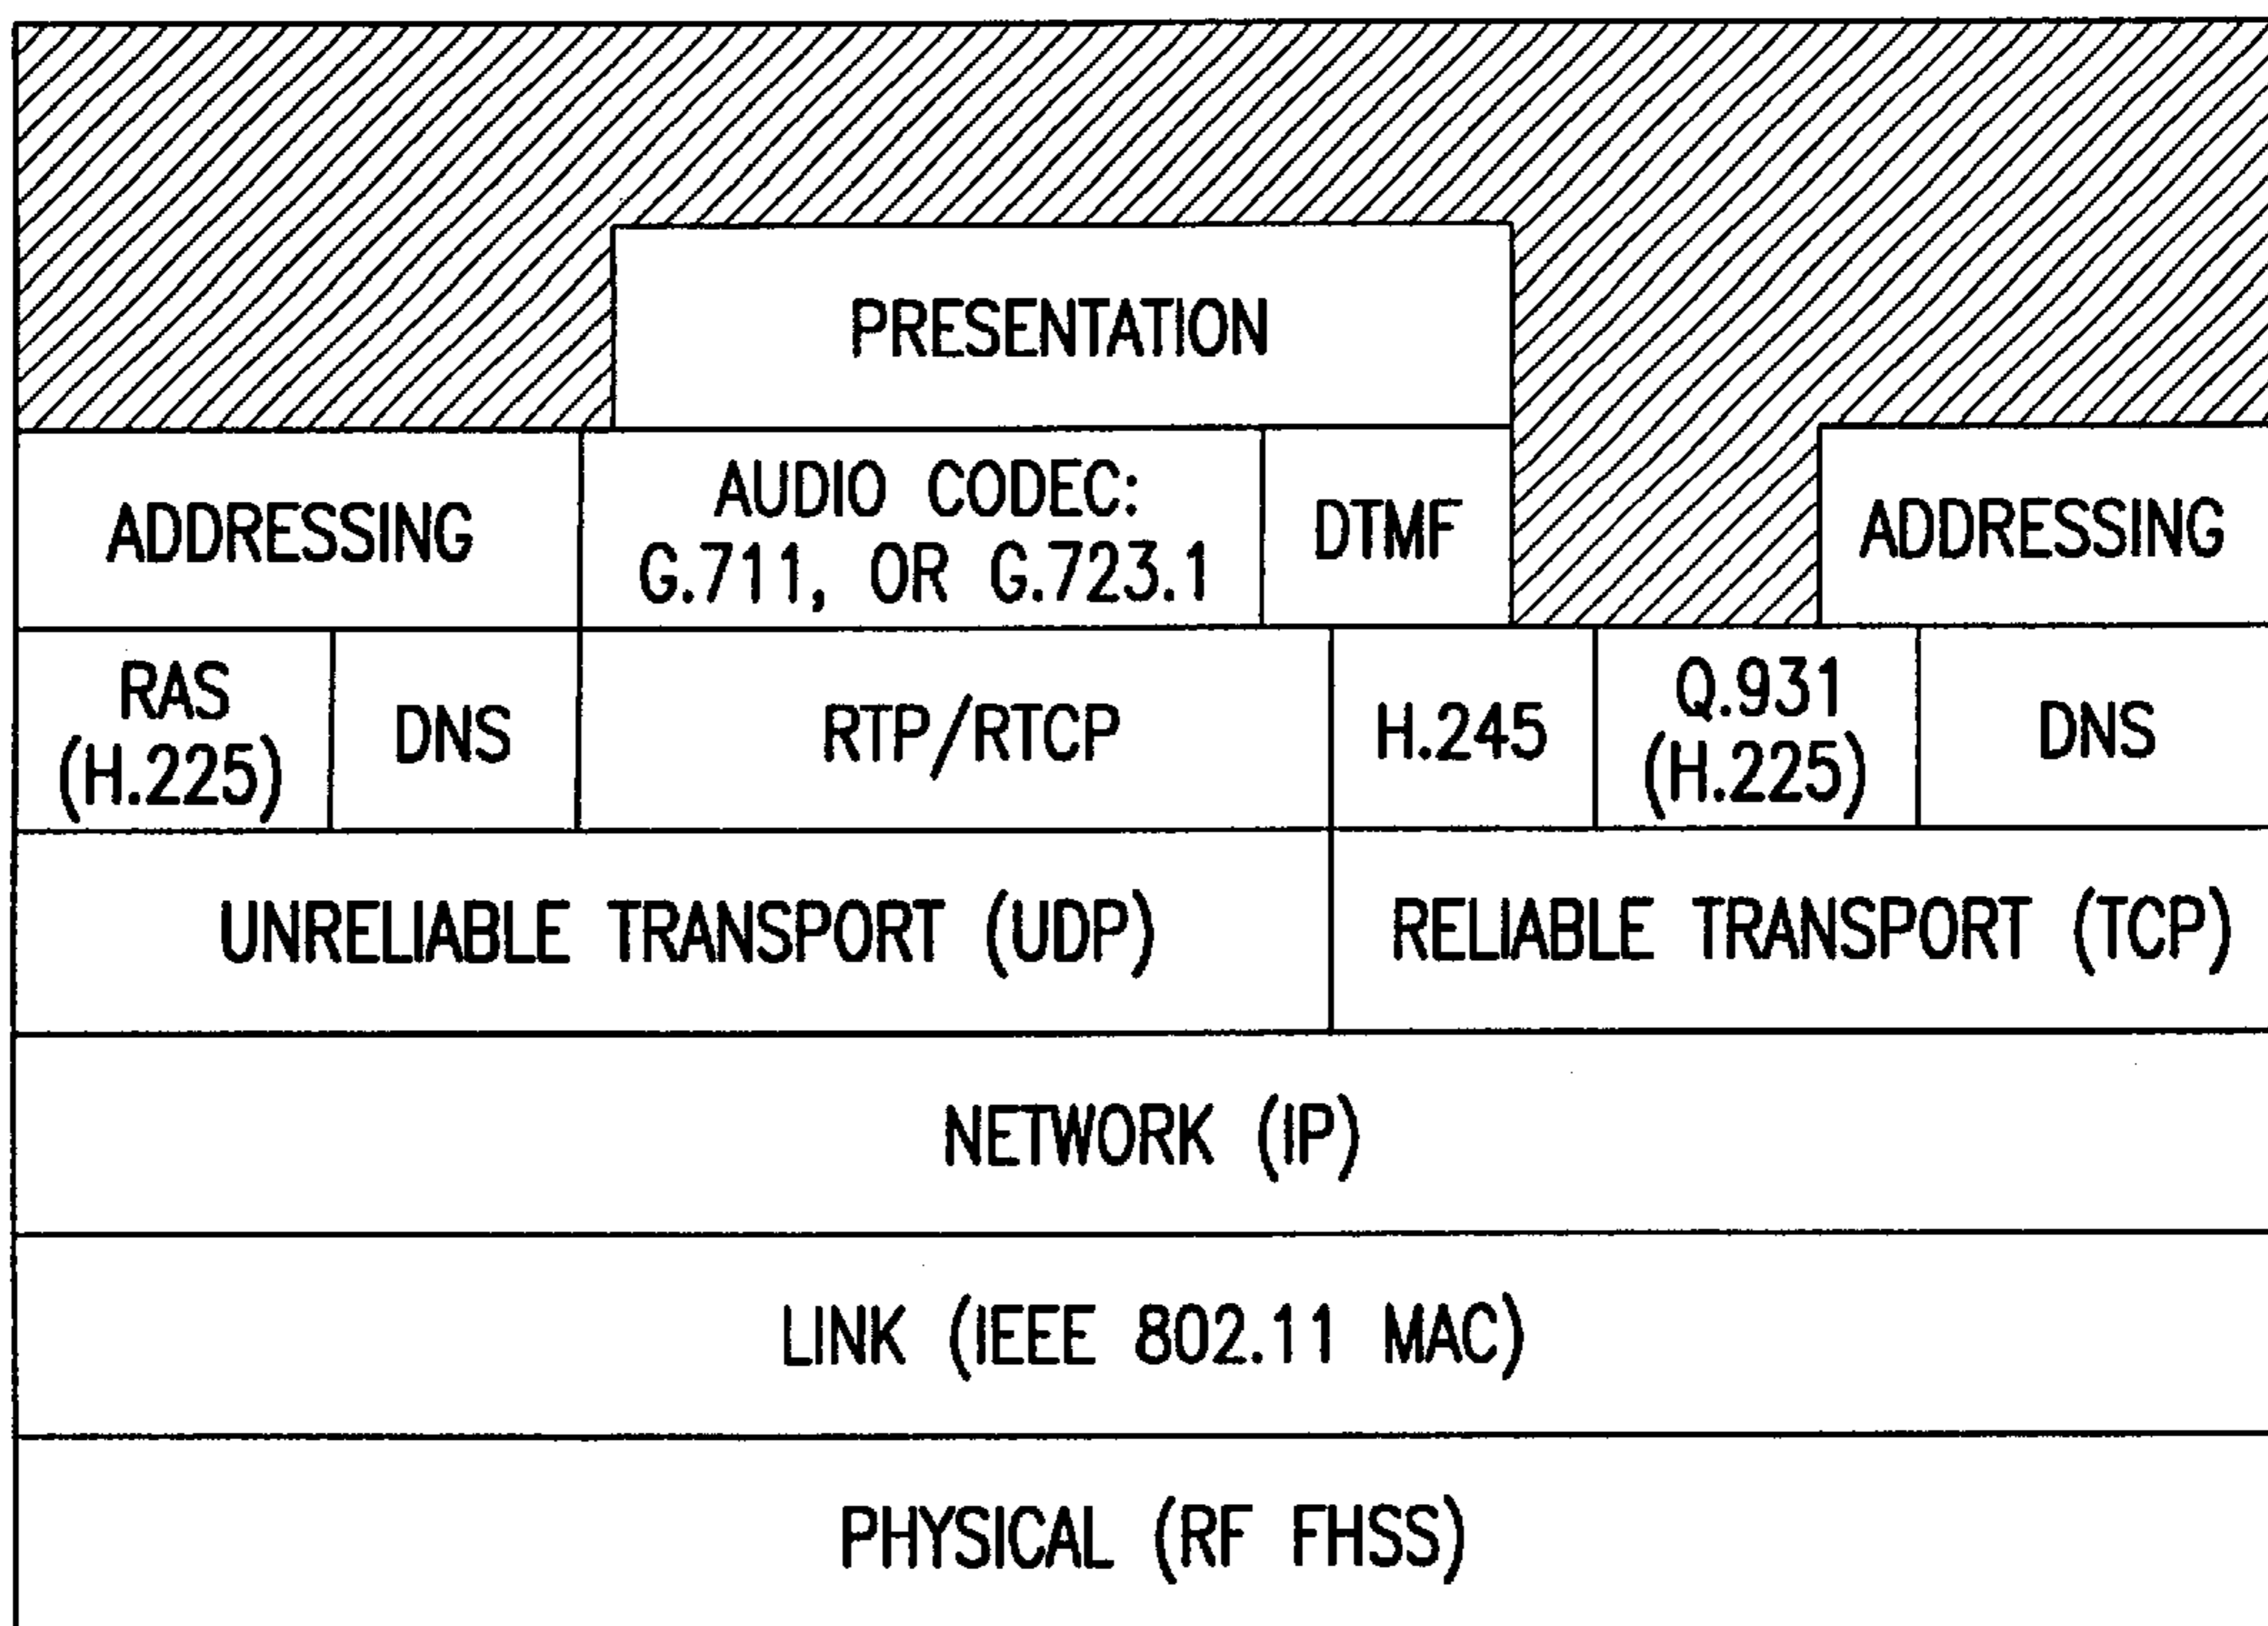 PRESENTATION
ADDRESSING
AUDIO CODEC:
G.711, OR G.723.1
DTMF
ADDRESSING
RAS
(H.225)
DNS
RTP/RTCP
H.245
Q.931
(H.225)
DNS
UNRELIABLE TRANSPORT (UDP)
RELIABLE TRANSPORT (TCP)
NETWORK (IP)
LINK (IEEE 802.11 MAC)
PHYSICAL (RF FHSS)